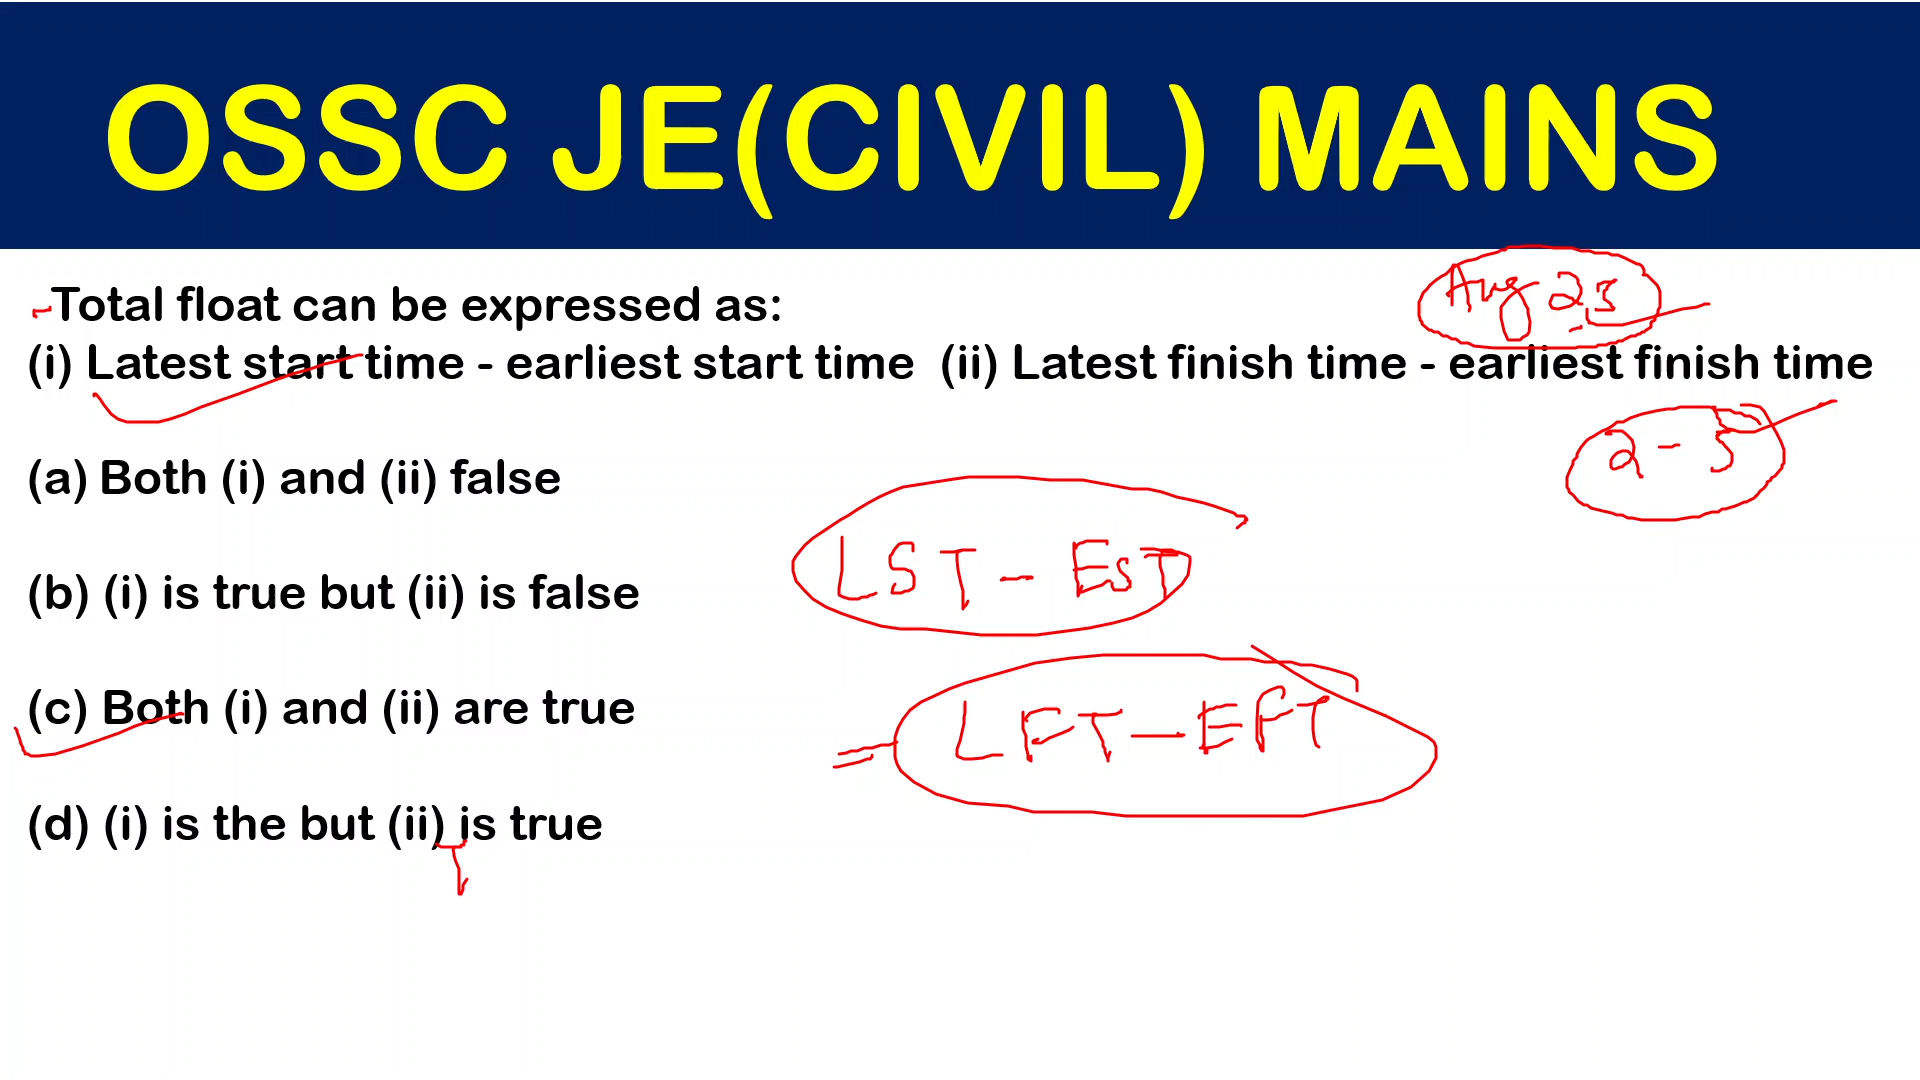 OSSC JE(CIVIL) MAINS
Aug 23
Total float can be expressed as:
(i) Latest start time - earliest start time (ii) Latest finish time - earliest finish time
2 - 3
(a) Both (i) and (ii) false
LST - EST
(b) (i) is true but (ii) is false
(c) Both (i) and (ii) are true
= LFT - EFT
(d) (i) is the but (ii) is true